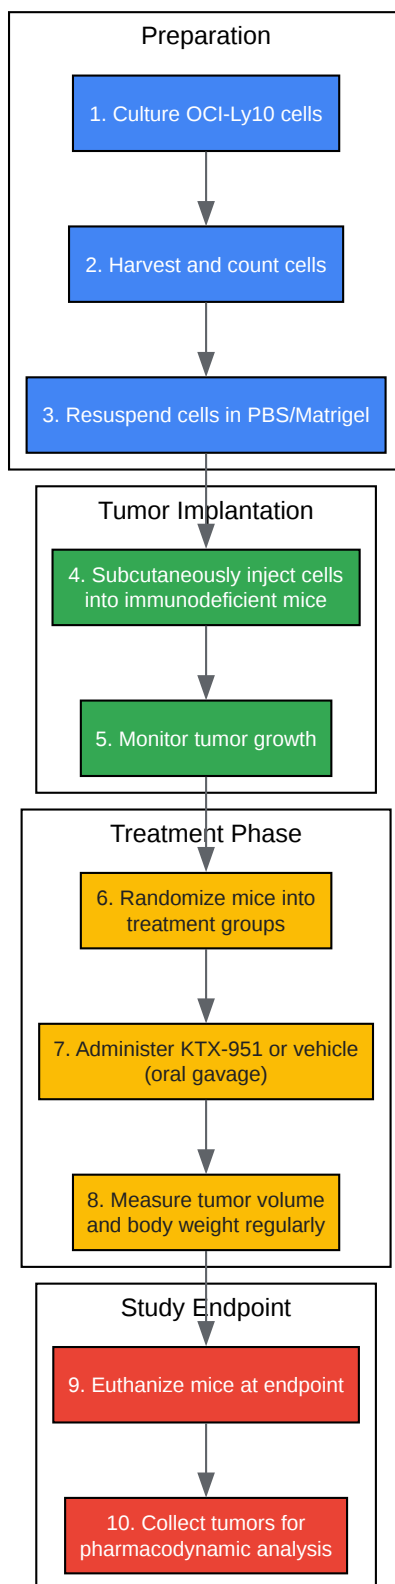 Preparation
1. Culture OCI-Ly10 cells
2. Harvest and count cells
3. Resuspend cells in PBS/Matrigel
Tumor Implantation
4. Subcutaneously inject cells
into immunodeficient mice
5. Monitor tumor growth
Treatment Phase
6. Randomize mice into
treatment groups
7. Administer KTX-951 or vehicle
(oral gavage)
8. Measure tumor volume
and body weight regularly
Study Endpoint
9. Euthanize mice at endpoint
10. Collect tumors for
pharmacodynamic analysis